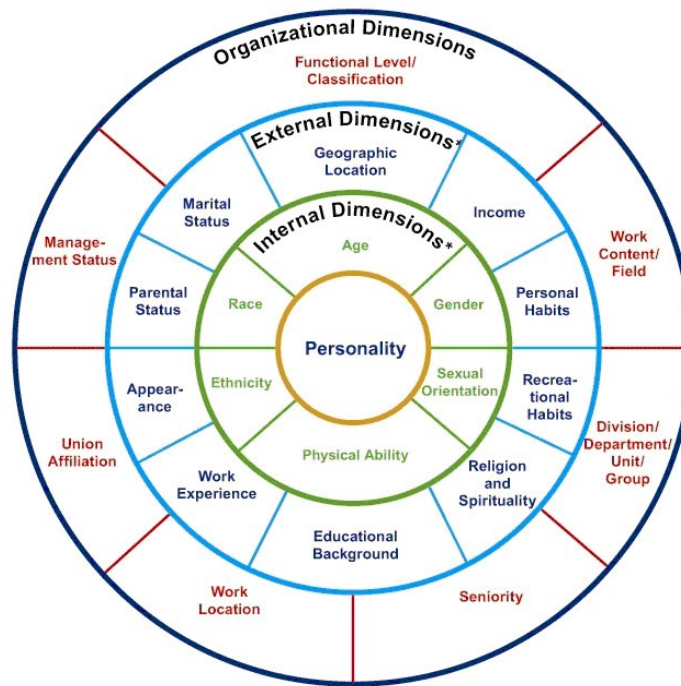 Organizational Dimensions
Functional Level/
Classification
External Dimensions*
Geographic
Location
Internal Dimensions*
Age
Personality
Marital
Status
Income
Manage-
ment Status
Work
Content/
Field
Parental
Status
Race
Gender
Personal
Habits
Appear-
ance
Ethnicity
Sexual
Orientation
Recrea-
tional
Habits
Union
Affiliation
Division/
Department/
Unit/
Group
Work
Experience
Physical Ability
Religion
and
Spirituality
Educational
Background
Work
Location
Seniority